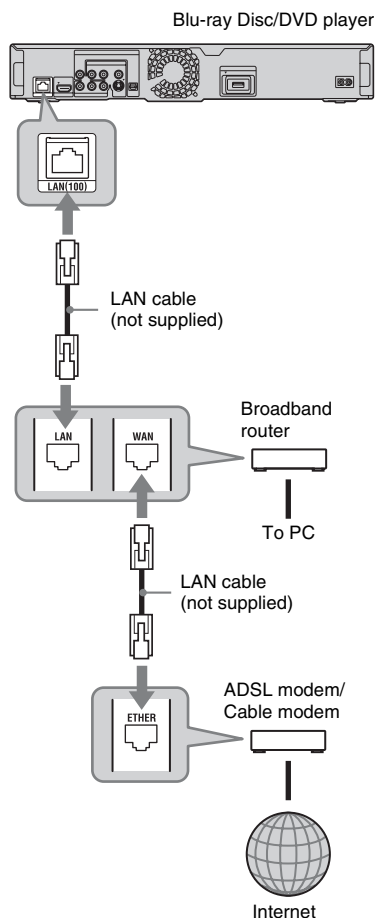 Blu-ray Disc/DVD player
LAN(100)
LAN cable
(not supplied)
LAN
WAN
Broadband
router
To PC
LAN cable
(not supplied)
ADSL modem/
Cable modem
ETHER
Internet